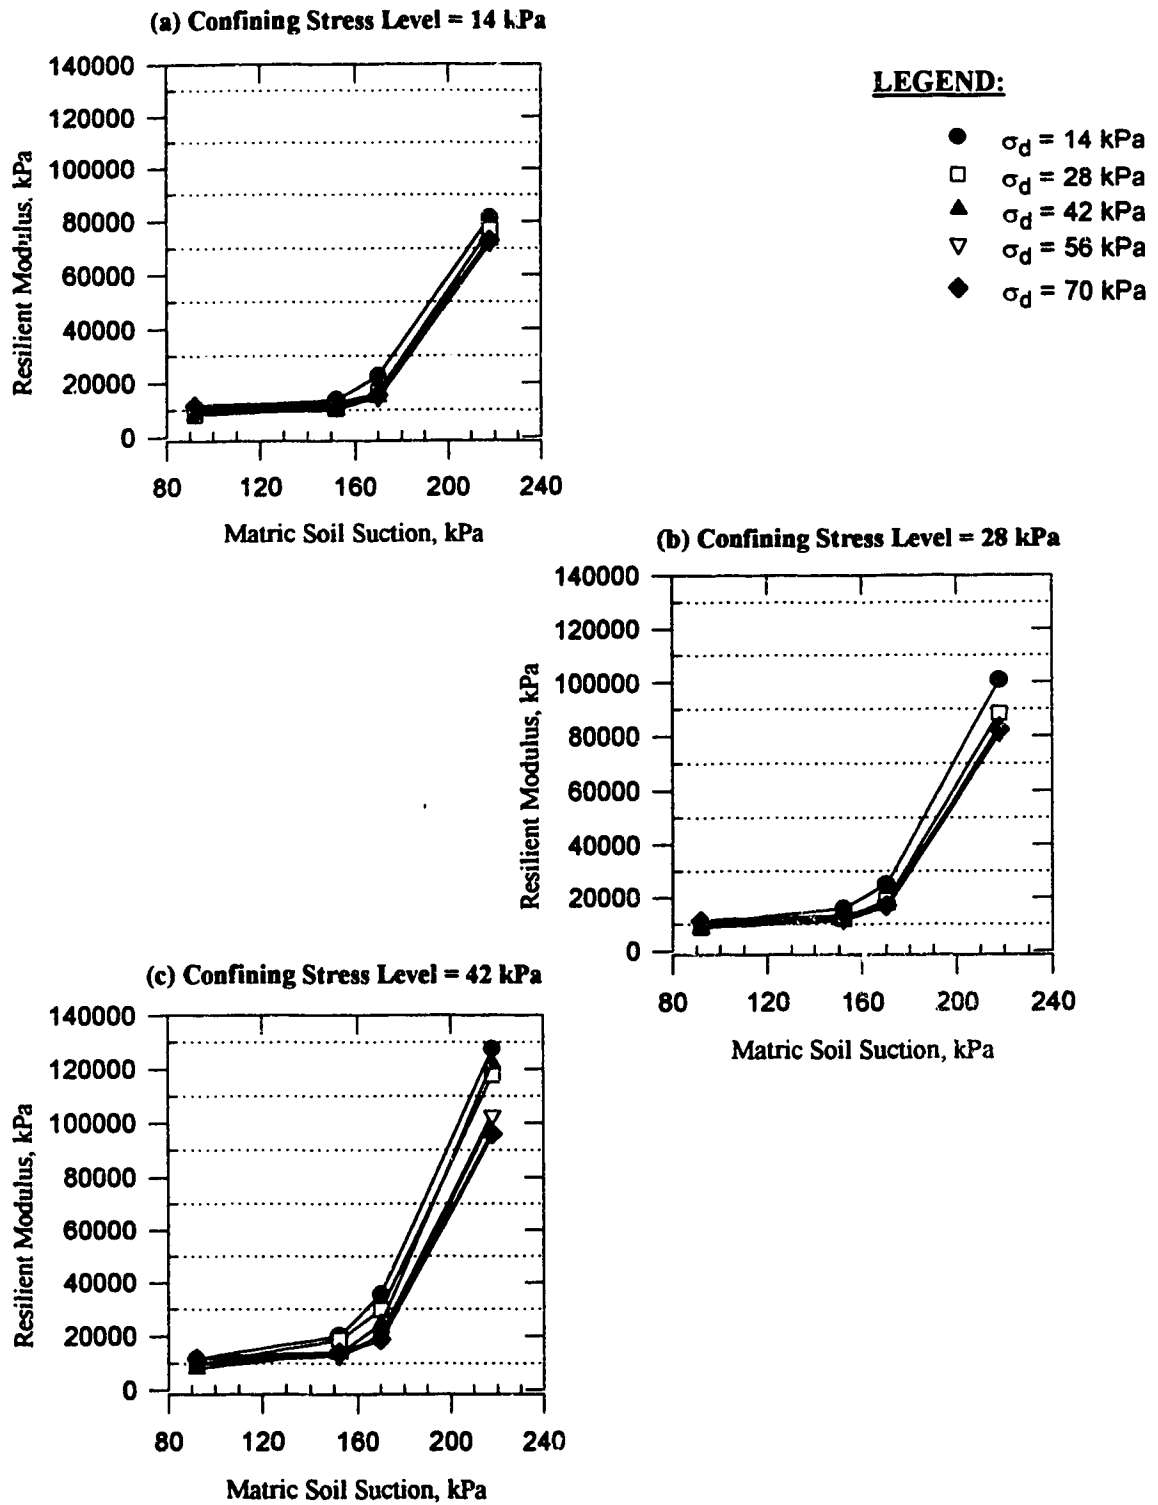 (a) Confining Stress Level = 14 kPa
140000
120000
100000
80000
60000
40000
20000
0
Resilient Modulus, kPa
80 120 160 200 240
Matric Soil Suction, kPa
LEGEND:
σd = 14 kPa
σd = 28 kPa
σd = 42 kPa
σd = 56 kPa
σd = 70 kPa
(b) Confining Stress Level = 28 kPa
140000
120000
100000
80000
60000
40000
20000
0
Resilient Modulus, kPa
80 120 160 200 240
Matric Soil Suction, kPa
(c) Confining Stress Level = 42 kPa
140000
120000
100000
80000
60000
40000
20000
0
Resilient Modulus, kPa
80 120 160 200 240
Matric Soil Suction, kPa